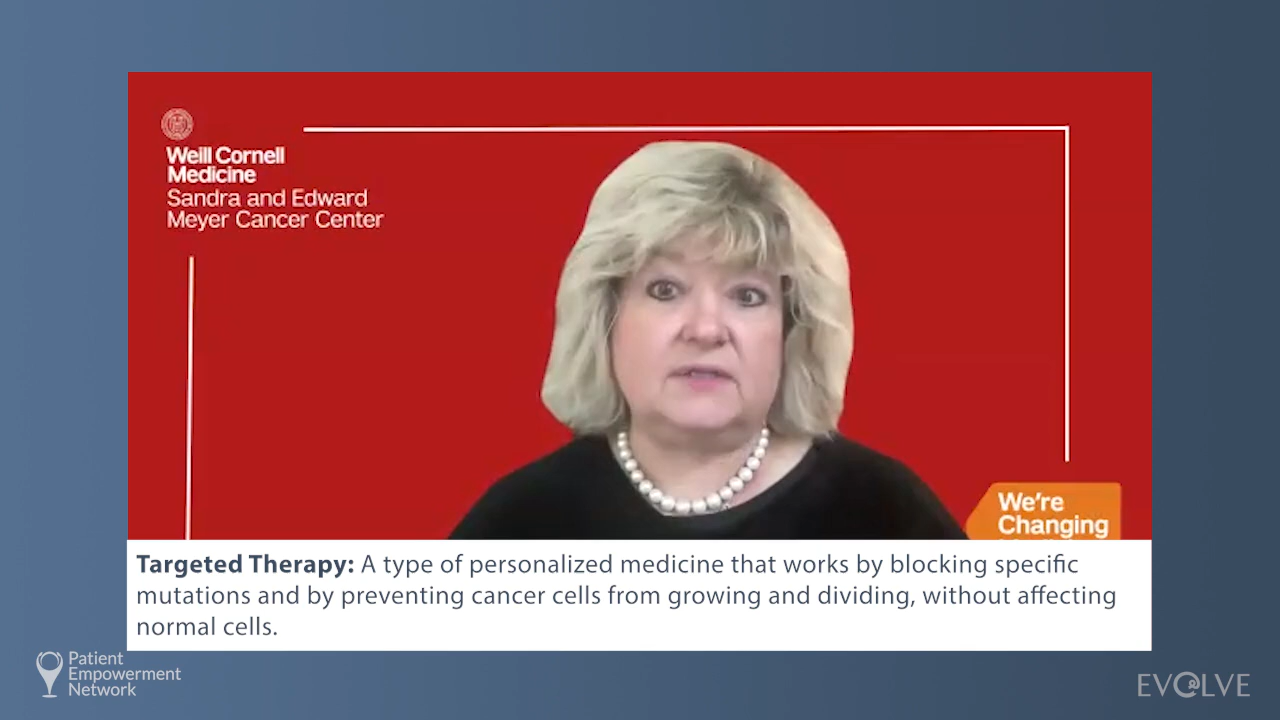 Weill Cornell
Medicine
Sandra and Edward
Meyer Cancer Center
We're
Changing
Targeted Therapy: A type of personalized medicine that works by blocking specific
mutations and by preventing cancer cells from growing and dividing, without affecting
normal cells.
Patient
Empowerment
Network
EVOLVE